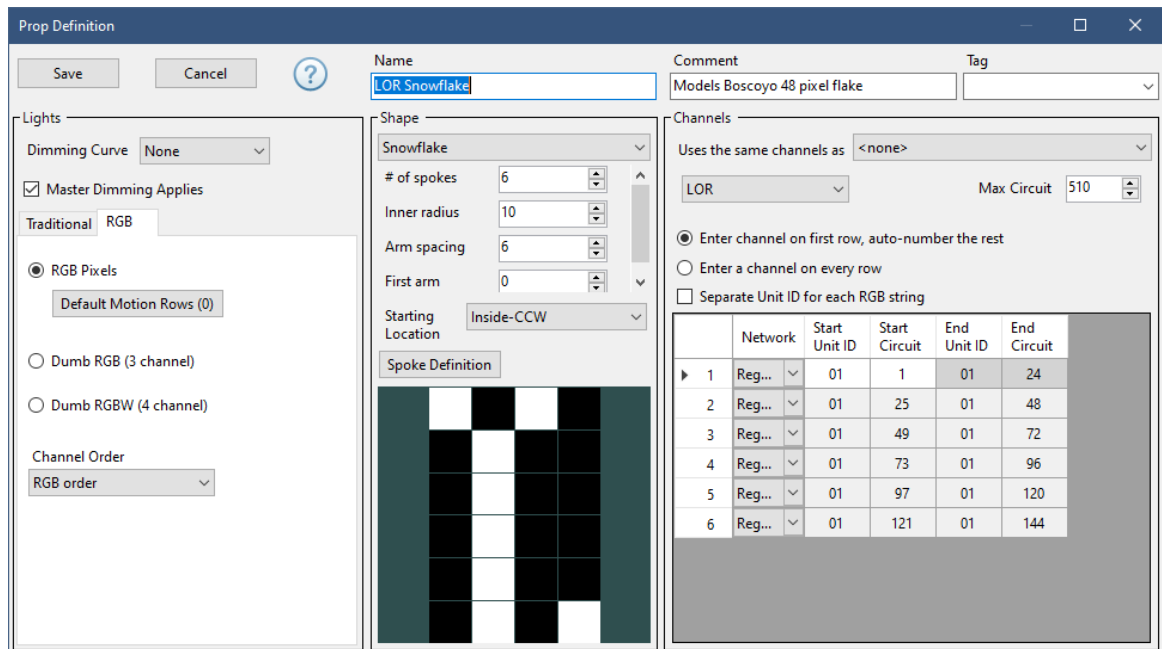 Prop Definition
Save
Cancel
?
Name
LOR Snowflake
Comment
Models Boscoyo 48 pixel flake
Tag
Lights
Dimming Curve None
Master Dimming Applies
Traditional RGB
RGB Pixels
Default Motion Rows (0)
Dumb RGB (3 channel)
Dumb RGBW (4 channel)
Channel Order
RGB order
Shape
Snowflake
# of spokes 6
Inner radius 10
Arm spacing 6
First arm 0
Starting Location Inside-CCW
Spoke Definition
Channels
Uses the same channels as <none>
LOR Max Circuit 510
Enter channel on first row, auto-number the rest
Enter a channel on every row
Separate Unit ID for each RGB string
Network Start Unit ID Start Circuit End Unit ID End Circuit
1 Reg... 01 1 01 24
2 Reg... 01 25 01 48
3 Reg... 01 49 01 72
4 Reg... 01 73 01 96
5 Reg... 01 97 01 120
6 Reg... 01 121 01 144